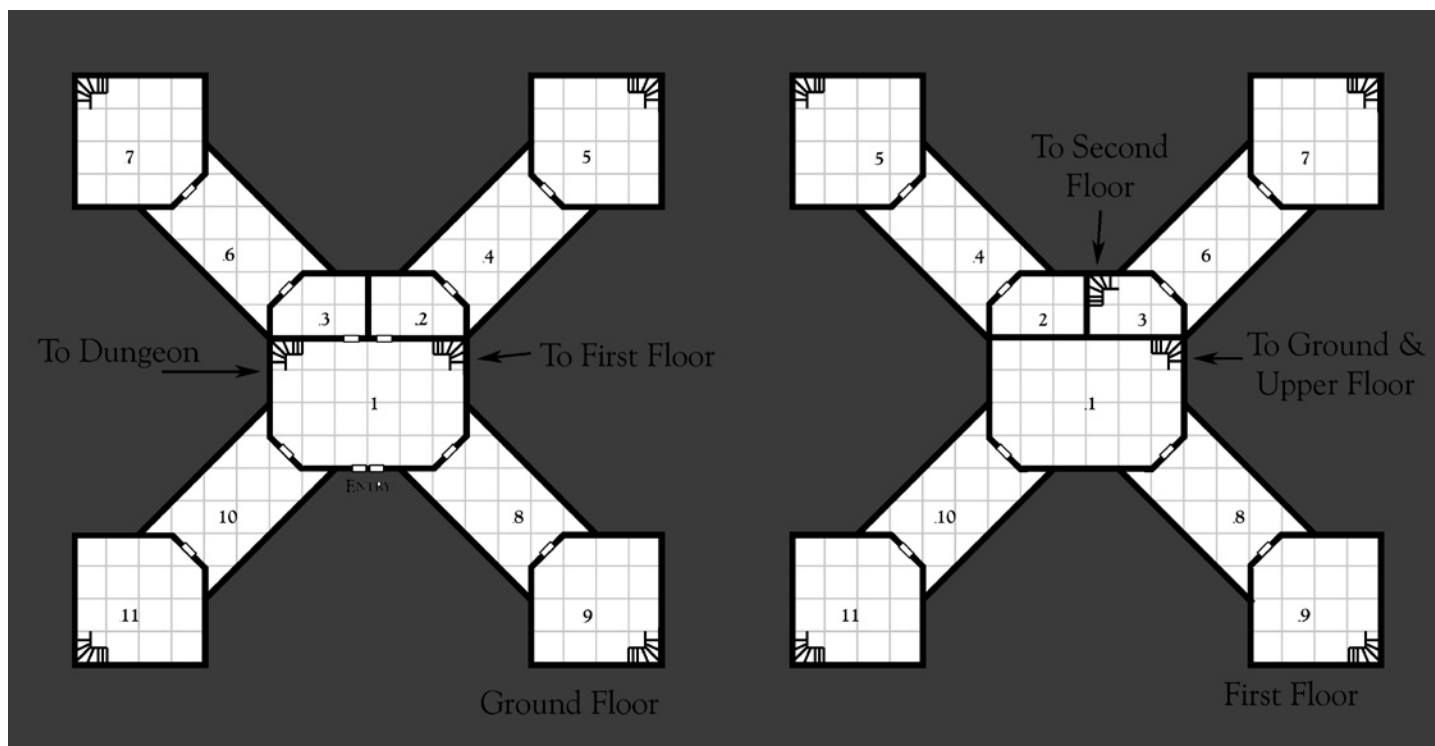 7
5
.6
.4
.3
.2
To Dungeon
To First Floor
1
Entry
10
.8
.11
9
Ground Floor
5
7
To Second
Floor
.4
6
2
3
To Ground &
Upper Floor
.1
.10
.8
11
.9
First Floor